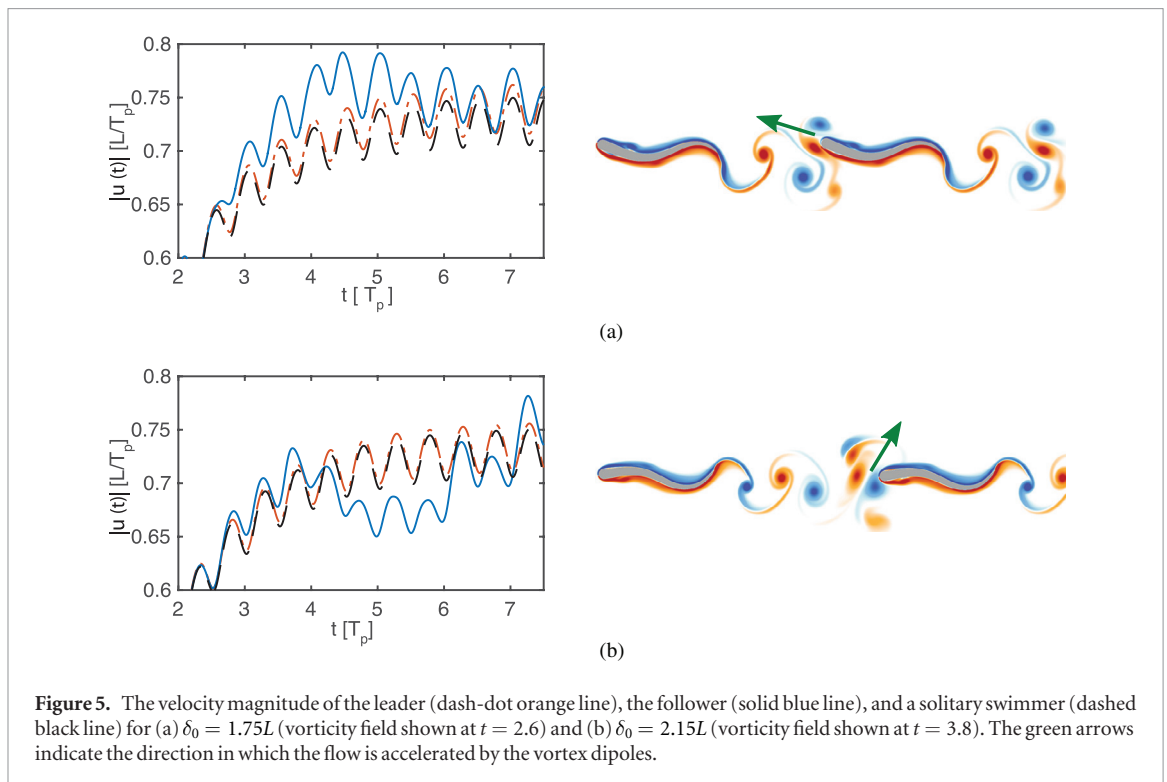 0.8
0.75
0.7
0.65
0.6
|u (t)| [L/T_p]
2 3 4 5 6 7
t [ T_p]
(a)
0.8
0.75
0.7
0.65
0.6
|u (t)| [L/T_p]
2 3 4 5 6 7
t [T_p]
(b)
Figure 5. The velocity magnitude of the leader (dash-dot orange line), the follower (solid blue line), and a solitary swimmer (dashed
black line) for (a) δ₀ = 1.75L (vorticity field shown at t = 2.6) and (b) δ₀ = 2.15L (vorticity field shown at t = 3.8). The green arrows
indicate the direction in which the flow is accelerated by the vortex dipoles.